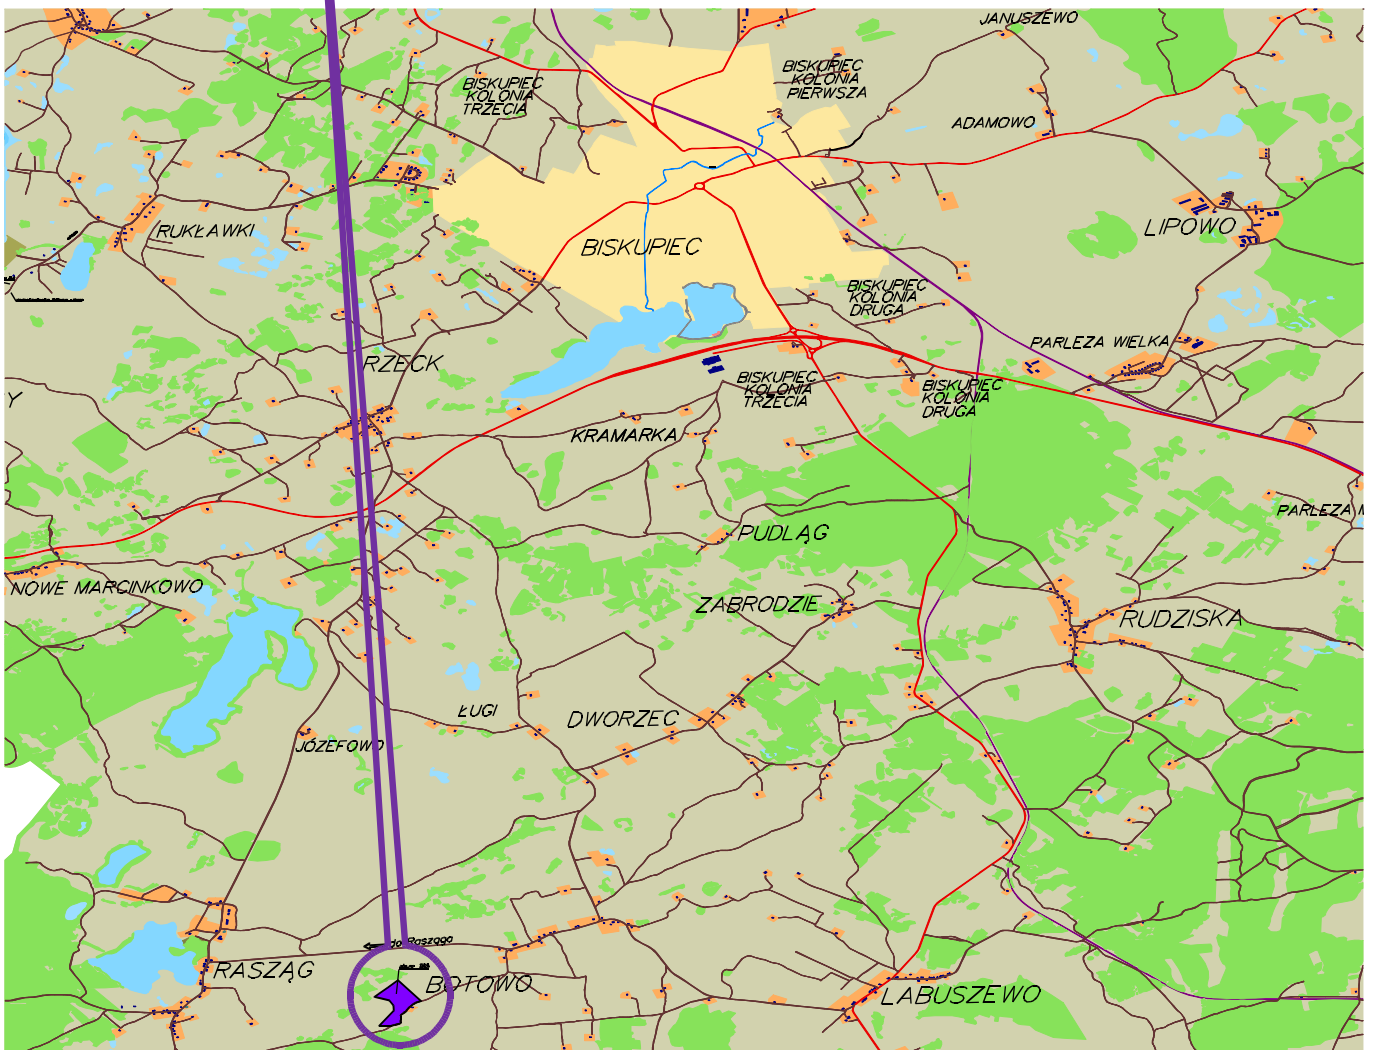 JANUSZEWO
BISKUPIEC
KOLONIA
PIERWSZA
BISKUPIEC
KOLONIA
TRZECIA
ADAMOWO
LIPOWO
RUKŁAWKI
BISKUPIEC
BISKUPIEC
KOLONIA
DRUGA
PARLEZA WIELKA
RZECK
BISKUPIEC
KOLONIA
TRZECIA
BISKUPIEC
KOLONIA
DRUGA
Y
KRAMARKA
PARLEZA M
PUDLĄG
NOWE MARCINKOWO
ZABRODZIE
RUDZISKA
ŁUGI
DWORZEC
JÓZEFOWO
do Rasząga
RASZĄG
BOTOWO
LABUSZEWO